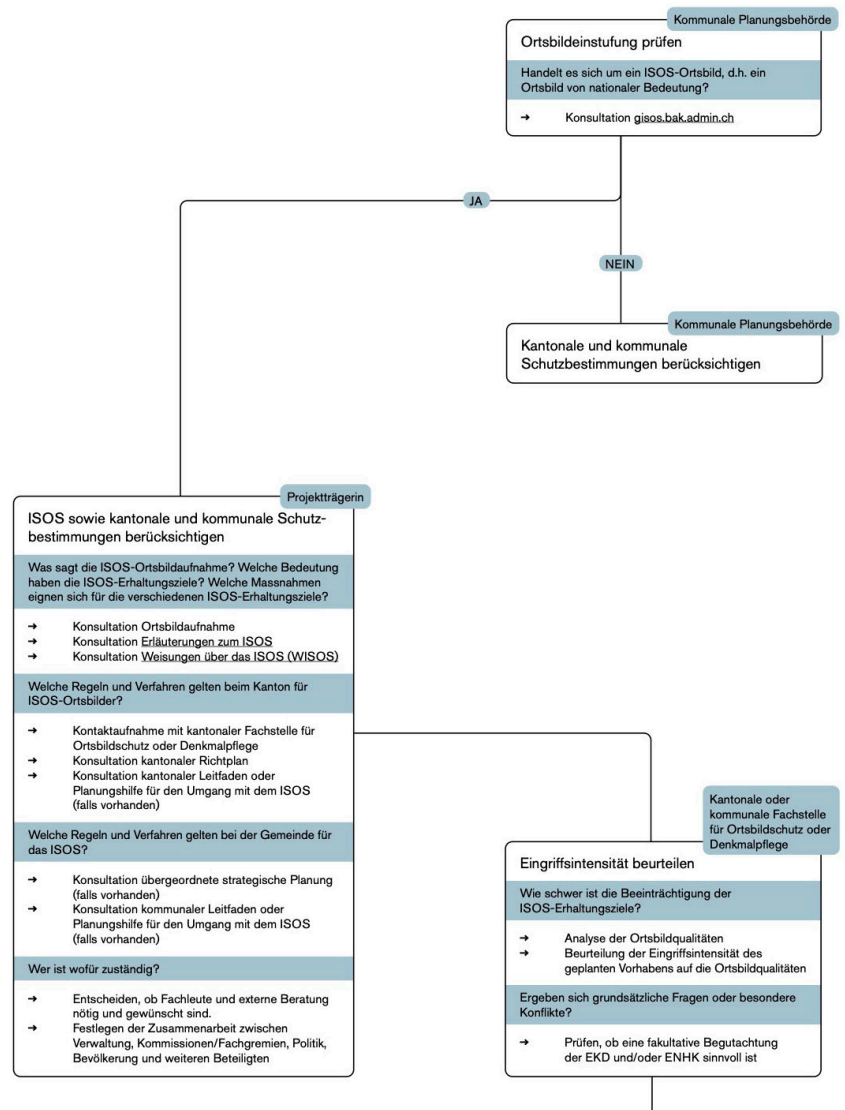 Kommunale Planungsbehörde
Ortsbildeinstufung prüfen
Handelt es sich um ein ISOS-Ortsbild, d.h. ein
Ortsbild von nationaler Bedeutung?
➔ Konsultation gisos.bak.admin.ch
JA
NEIN
Kommunale Planungsbehörde
Kantonale und kommunale
Schutzbestimmungen berücksichtigen
Projektträgerin
ISOS sowie kantonale und kommunale Schutz-
bestimmungen berücksichtigen
Was sagt die ISOS-Ortsbildaufnahme? Welche Bedeutung
haben die ISOS-Erhaltungsziele? Welche Massnahmen
eignen sich für die verschiedenen ISOS-Erhaltungsziele?
➔ Konsultation Ortsbildaufnahme
➔ Konsultation Erläuterungen zum ISOS
➔ Konsultation Weisungen über das ISOS (WISOS)
Welche Regeln und Verfahren gelten beim Kanton für
ISOS-Ortsbilder?
➔ Kontaktaufnahme mit kantonaler Fachstelle für
Ortsbildschutz oder Denkmalpflege
➔ Konsultation kantonaler Richtplan
➔ Konsultation kantonaler Leitfaden oder
Planungshilfe für den Umgang mit dem ISOS
(falls vorhanden)
Welche Regeln und Verfahren gelten bei der Gemeinde für
das ISOS?
➔ Konsultation übergeordnete strategische Planung
(falls vorhanden)
➔ Konsultation kommunaler Leitfaden oder
Planungshilfe für den Umgang mit dem ISOS
(falls vorhanden)
Wer ist wofür zuständig?
➔ Entscheiden, ob Fachleute und externe Beratung
nötig und gewünscht sind.
➔ Festlegen der Zusammenarbeit zwischen
Verwaltung, Kommissionen/Fachgremien, Politik,
Bevölkerung und weiteren Beteiligten
Kantonale oder
kommunale Fachstelle
für Ortsbildschutz oder
Denkmalpflege
Eingriffsintensität beurteilen
Wie schwer ist die Beeinträchtigung der
ISOS-Erhaltungsziele?
➔ Analyse der Ortsbildqualitäten
➔ Beurteilung der Eingriffsintensität des
geplanten Vorhabens auf die Ortsbildqualitäten
Ergeben sich grundsätzliche Fragen oder besondere
Konflikte?
➔ Prüfen, ob eine fakultative Begutachtung
der EKD und/oder ENHK sinnvoll ist